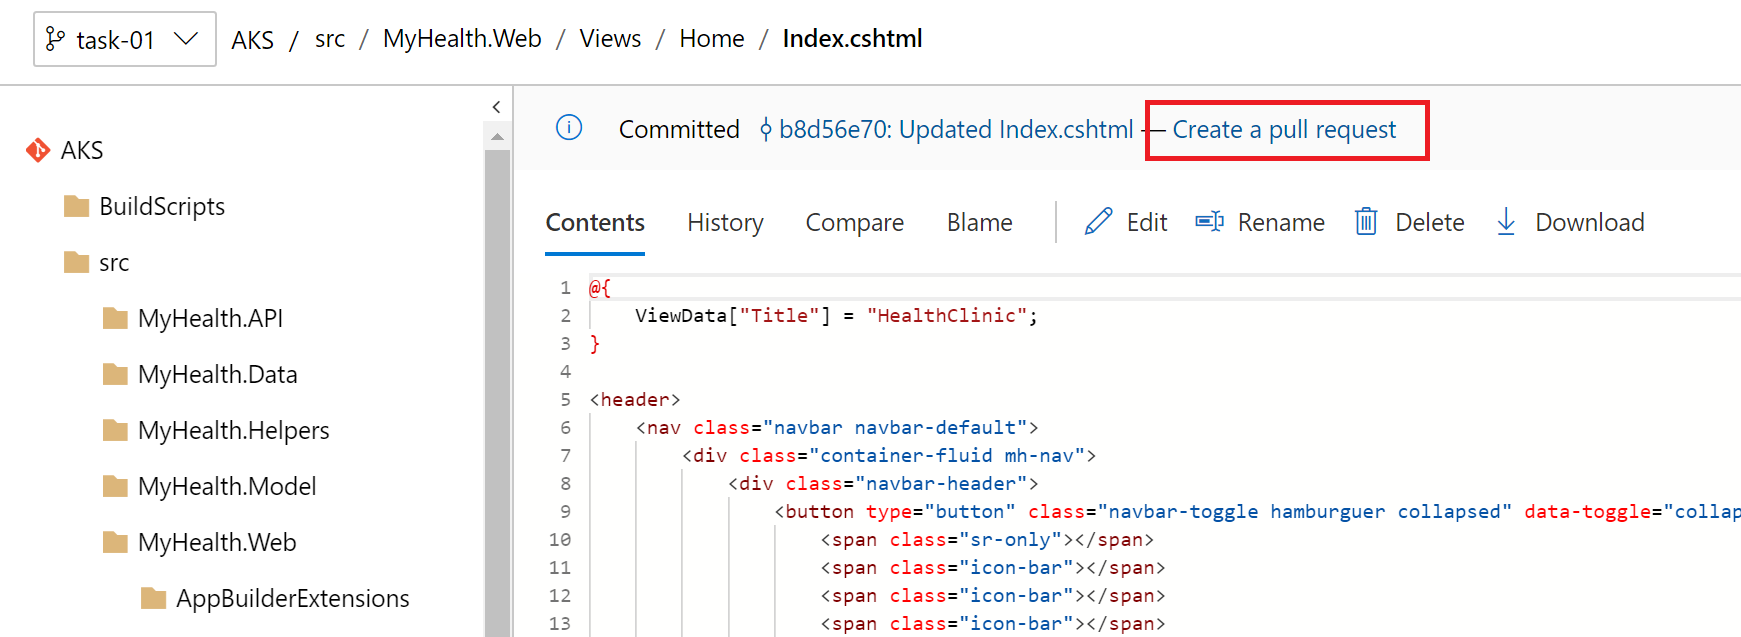 task-01 AKS / src / MyHealth.Web / Views / Home / Index.cshtml
AKS
BuildScripts
src
MyHealth.API
MyHealth.Data
MyHealth.Helpers
MyHealth.Model
MyHealth.Web
AppBuilderExtensions
Committed b8d56e70: Updated Index.cshtml — Create a pull request
Contents History Compare Blame Edit Rename Delete Download
1 @{
2 ViewData["Title"] = "HealthClinic";
3 }
4
5 <header>
6 <nav class="navbar navbar-default">
7 <div class="container-fluid mh-nav">
8 <div class="navbar-header">
9 <button type="button" class="navbar-toggle hamburguer collapsed" data-toggle="collap
10 <span class="sr-only"></span>
11 <span class="icon-bar"></span>
12 <span class="icon-bar"></span>
13 <span class="icon-bar"></span>